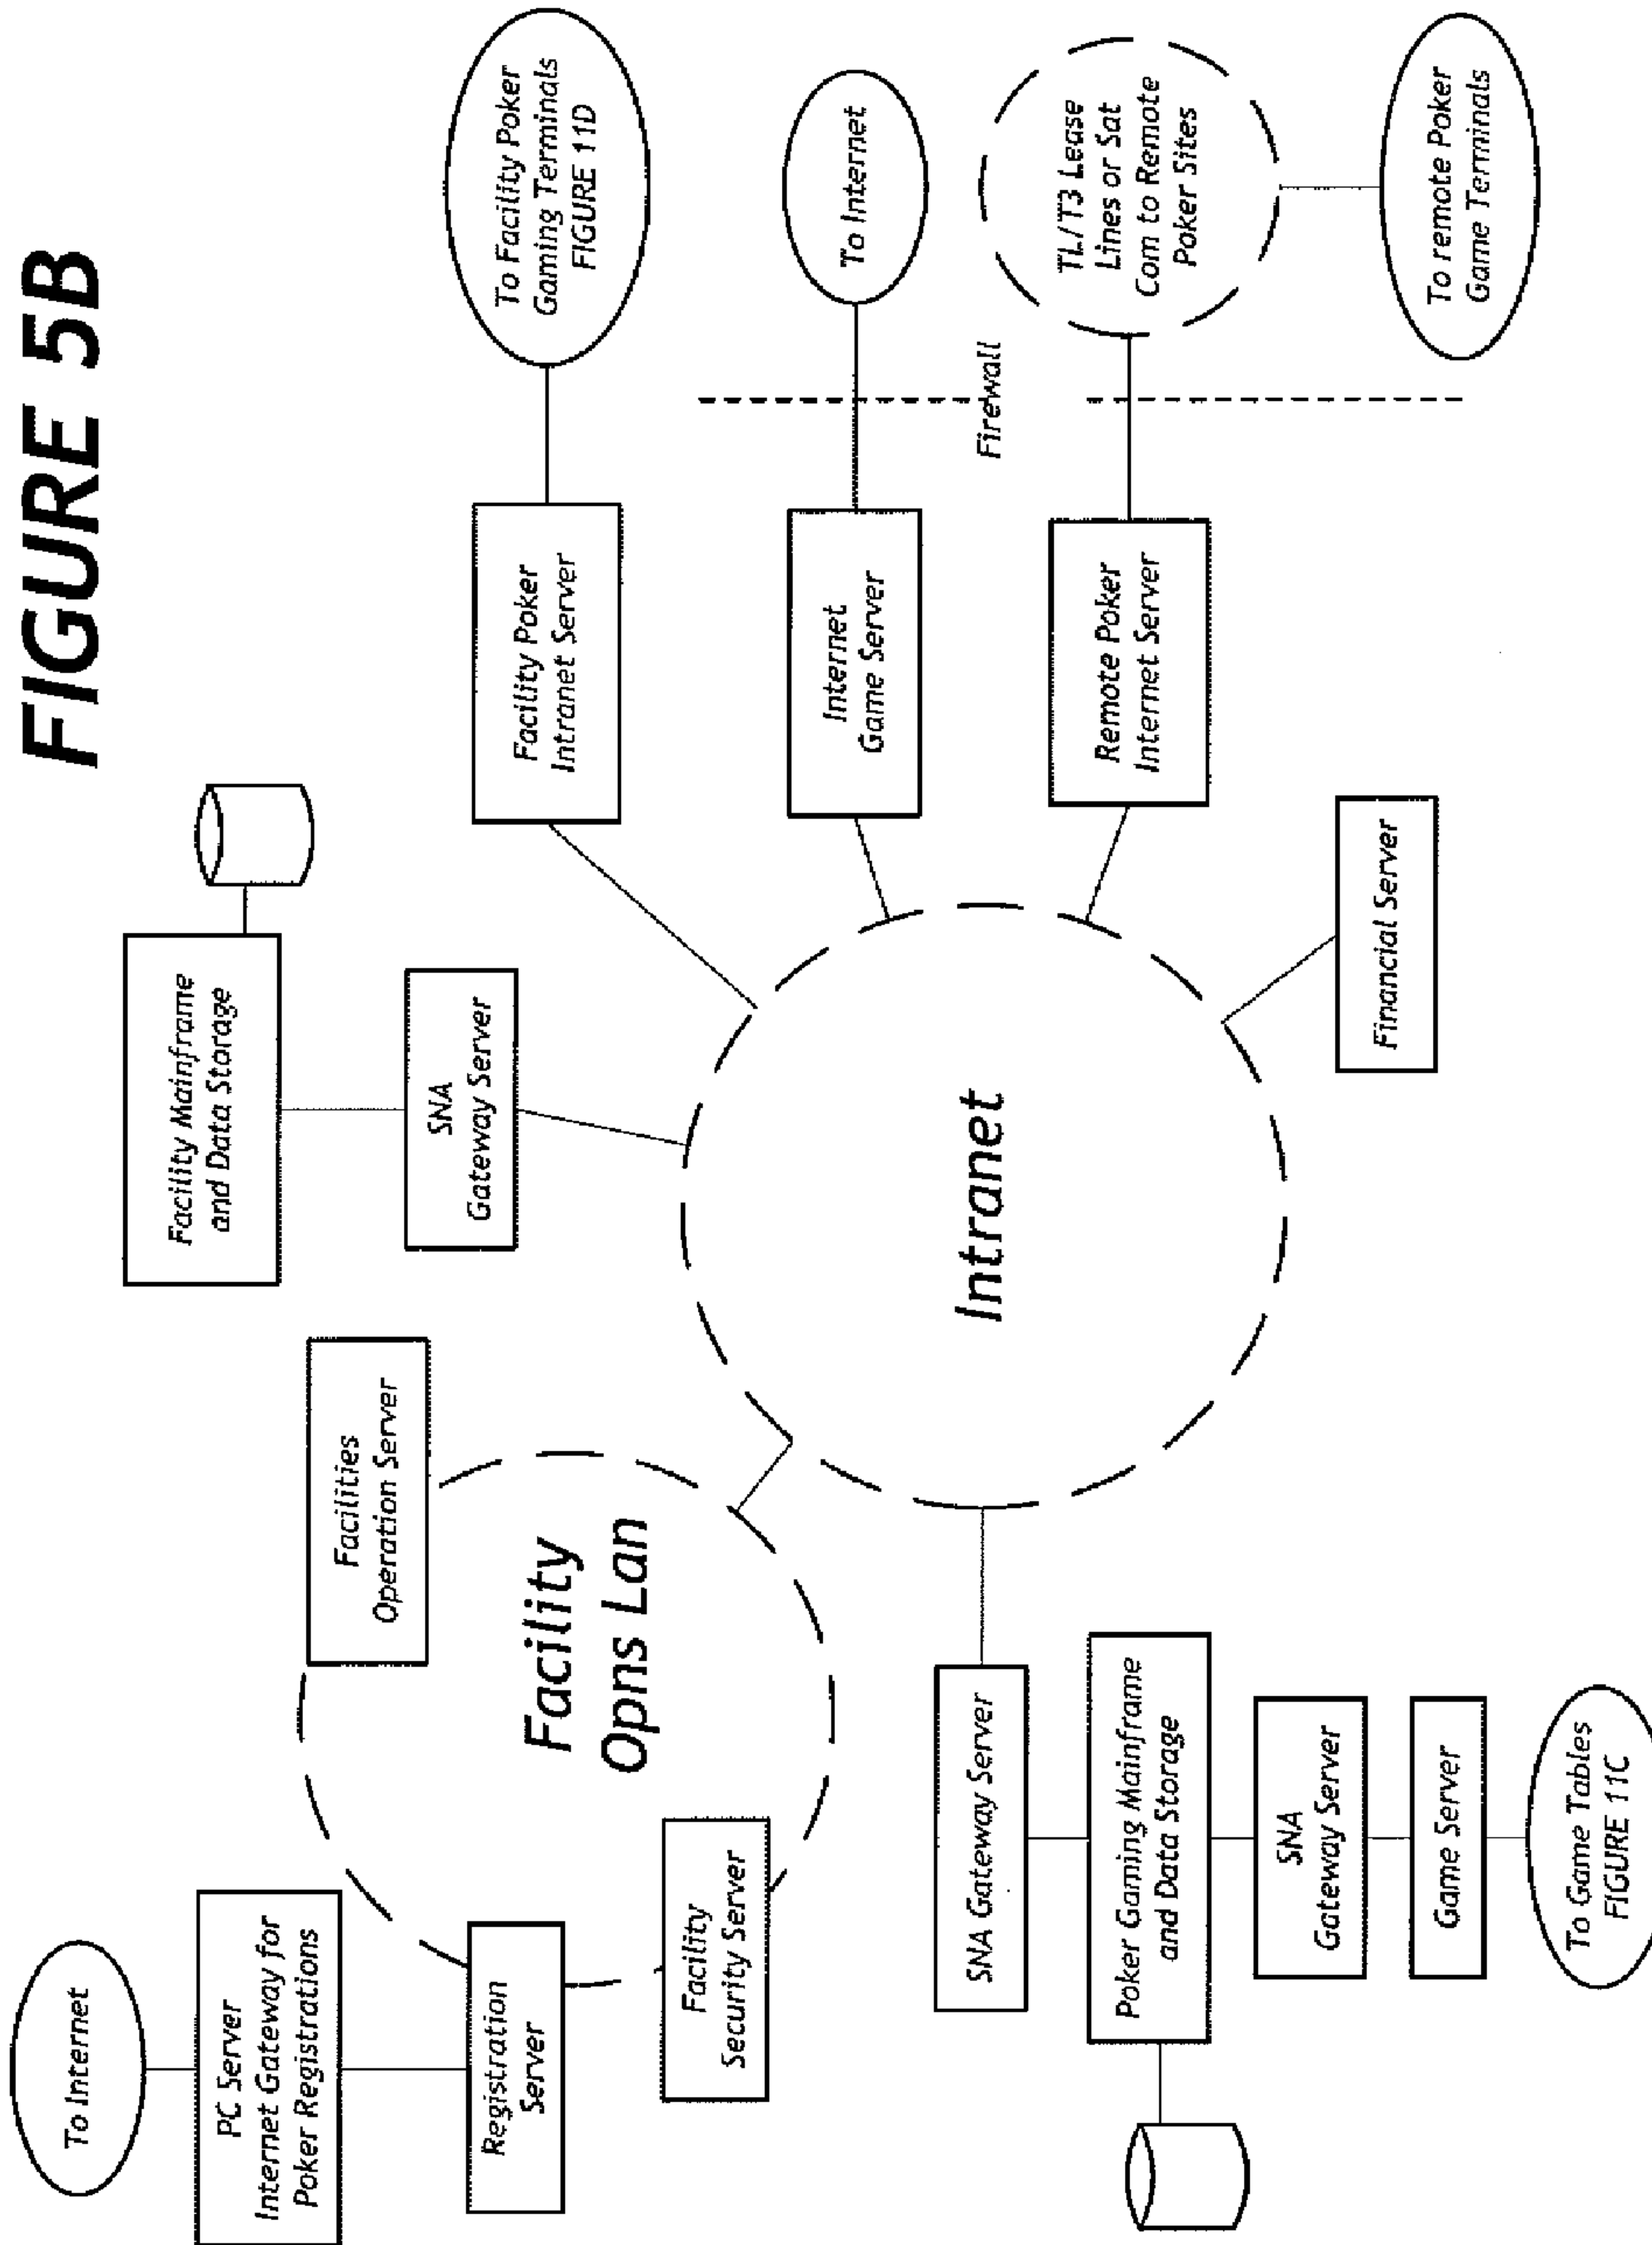 FIGURE 5B
To Internet
PC Server
Internet Gateway for
Poker Registrations
Registration
Server
Facilities
Operation Server
Facility
Opns Lan
Facility
Security Server
Facility Mainframe
and Data Storage
SNA
Gateway Server
Facility Poker
Intranet Server
To Facility Poker
Gaming Terminals
FIGURE 11D
Internet
Game Server
To Internet
Firewall
Remote Poker
Internet Server
TL/T3 Lease
Lines or Sat
Com to Remote
Poker Sites
To remote Poker
Game Terminals
Intranet
Financial Server
SNA Gateway Server
Poker Gaming Mainframe
and Data Storage
SNA
Gateway Server
Game Server
To Game Tables
FIGURE 11C